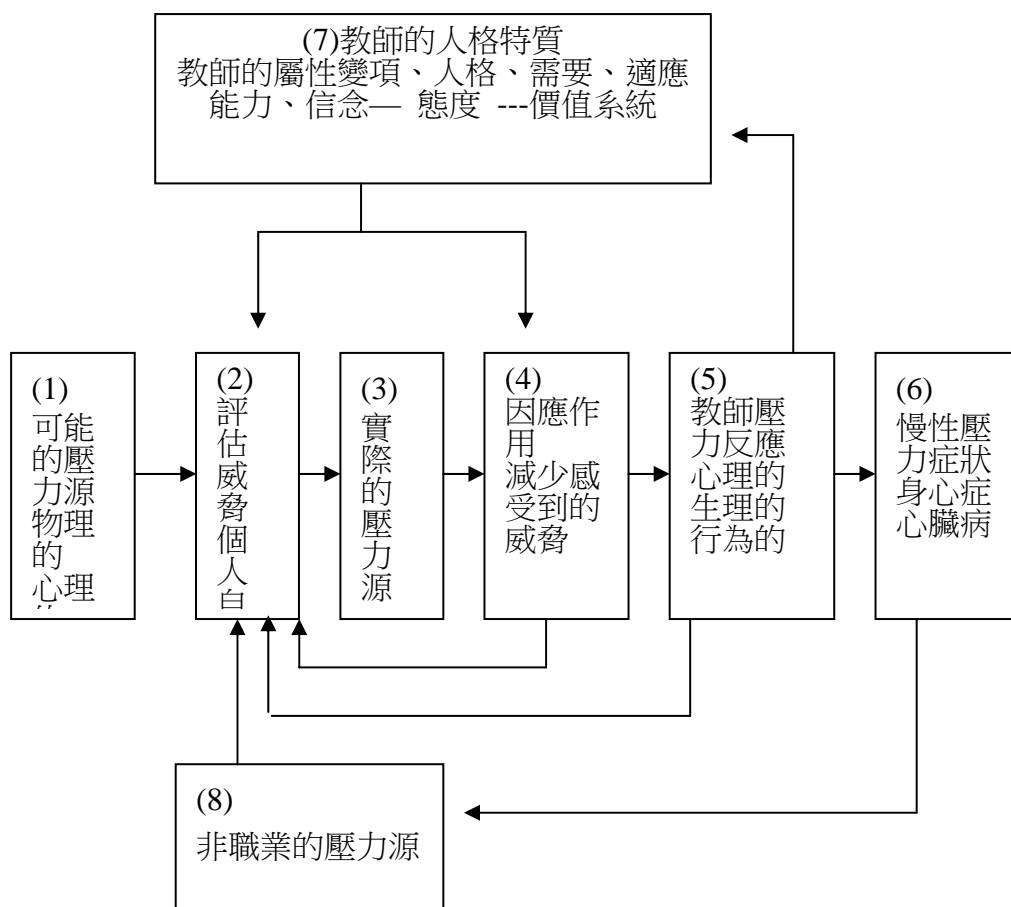 (7)教師的人格特質
教師的屬性變項、人格、需要、適應
能力、信念— 態度 ---價值系統
(1)
可能
的壓
力源
物理
的
心理
(2)
評
估
威
脅
個
人
(3)
實
際
的
壓
力
源
(4)
因應作
用
減少感
受到的
威脅
(5)
教師壓
力反應
心理的
生理的
行為的
(6)
慢性壓
力症狀
身心症
心臟病
(8)
非職業的壓力源